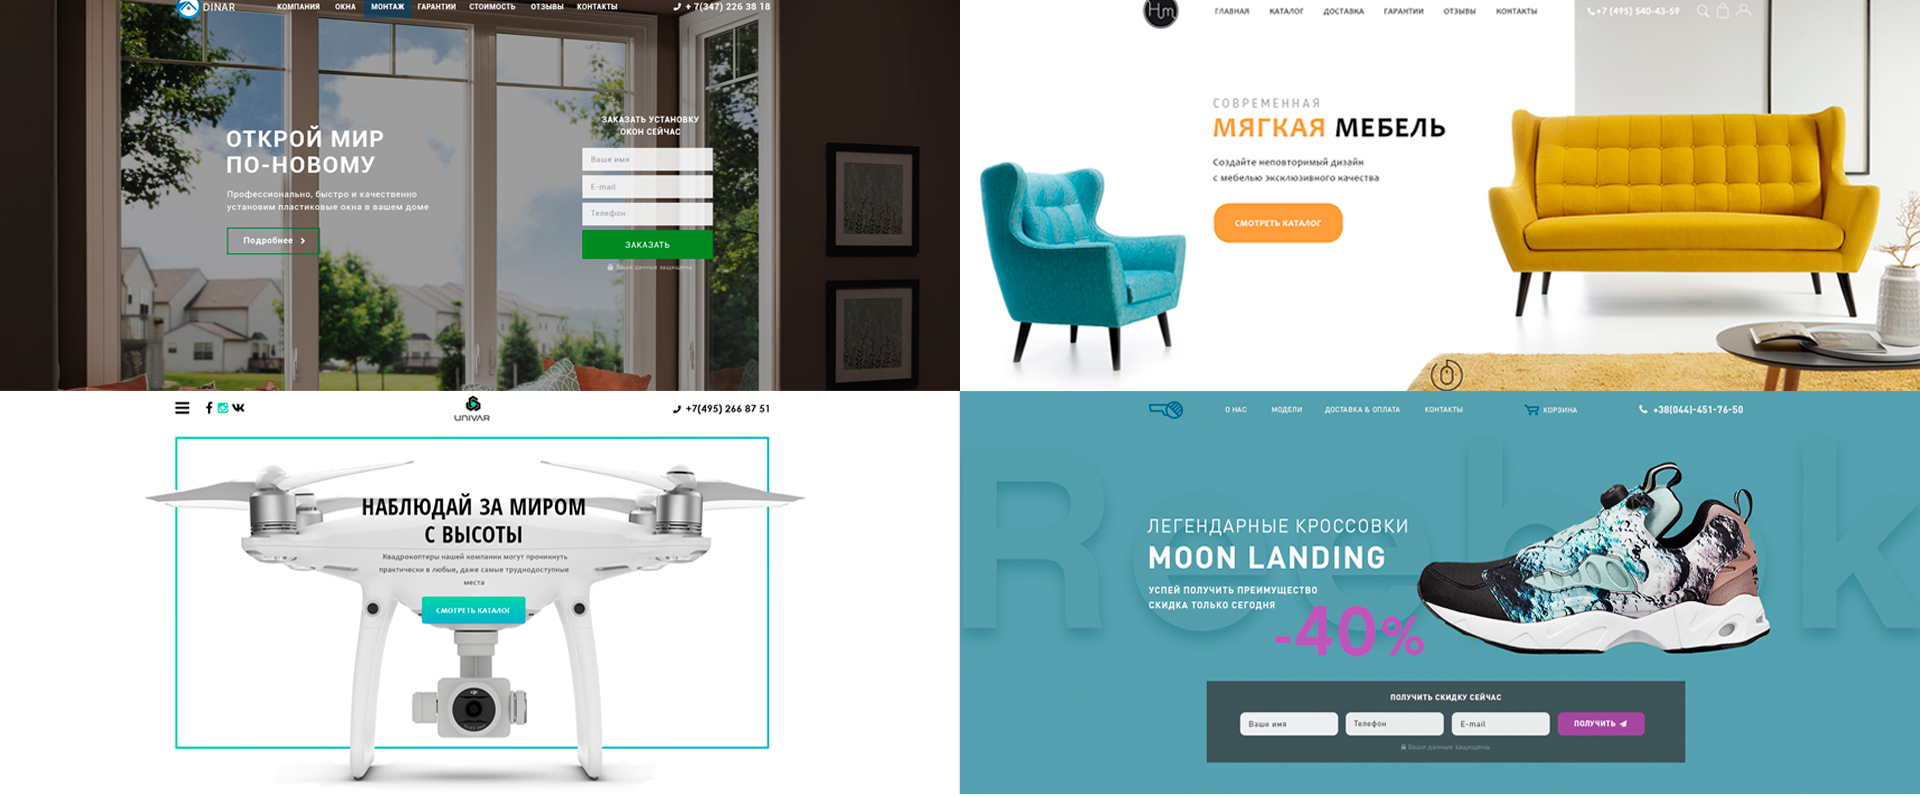 DINAR
КОМПАНИЯ ОКНА МОНТАЖ ГАРАНТИИ СТОИМОСТЬ ОТЗЫВЫ КОНТАКТЫ
+ 7(347) 226 38 18
ОТКРОЙ МИР
ПО-НОВОМУ
Профессионально, быстро и качественно
установим пластиковые окна в вашем доме
Подробнее
ЗАКАЗАТЬ УСТАНОВКУ
ОКОН СЕЙЧАС
Ваше имя
E-mail
Телефон
ЗАКАЗАТЬ
Ваши данные защищены
Hm
ГЛАВНАЯ КАТАЛОГ ДОСТАВКА ГАРАНТИИ ОТЗЫВЫ КОНТАКТЫ
+7 (495) 540-43-59
СОВРЕМЕННАЯ
МЯГКАЯ МЕБЕЛЬ
Создайте неповторимый дизайн
с мебелью эксклюзивного качества
СМОТРЕТЬ КАТАЛОГ
UNIVAR
+7(495) 266 87 51
НАБЛЮДАЙ ЗА МИРОМ
С ВЫСОТЫ
Квадрокоптеры нашей компании могут проникнуть
практически в любые, даже самые труднодоступные
места
СМОТРЕТЬ КАТАЛОГ
О НАС МОДЕЛИ ДОСТАВКА & ОПЛАТА КОНТАКТЫ
КОРЗИНА
+38(044)-451-76-50
Reebok
ЛЕГЕНДАРНЫЕ КРОССОВКИ
MOON LANDING
УСПЕЙ ПОЛУЧИТЬ ПРЕИМУЩЕСТВО
СКИДКА ТОЛЬКО СЕГОДНЯ
-40%
ПОЛУЧИТЬ СКИДКУ СЕЙЧАС
Ваше имя
Телефон
E-mail
ПОЛУЧИТЬ
Ваши данные защищены